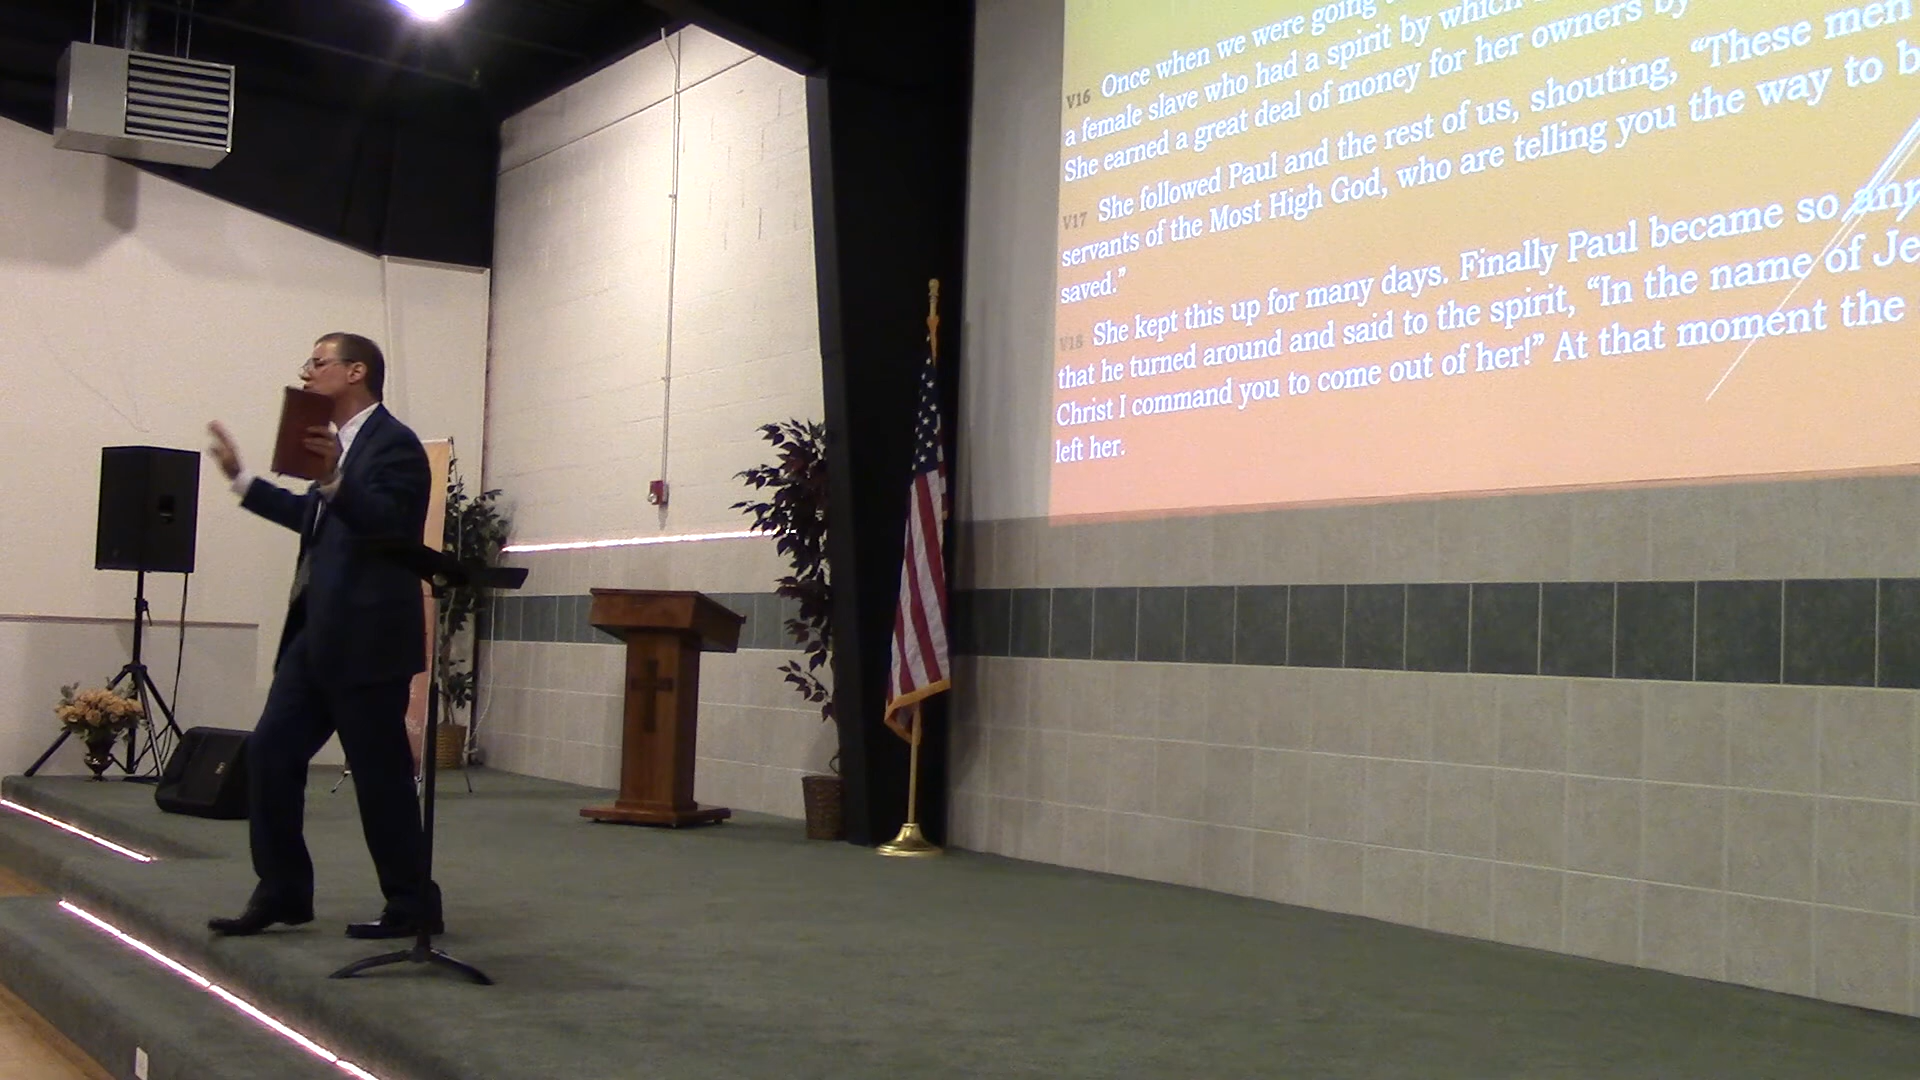 V16 Once when we were going
a female slave who had a spirit by which
She earned a great deal of money for her owners by
V17 She followed Paul and the rest of us, shouting, “These men
servants of the Most High God, who are telling you the way to b
saved.”
V18 She kept this up for many days. Finally Paul became so ann
that he turned around and said to the spirit, “In the name of Je
Christ I command you to come out of her!” At that moment the
left her.